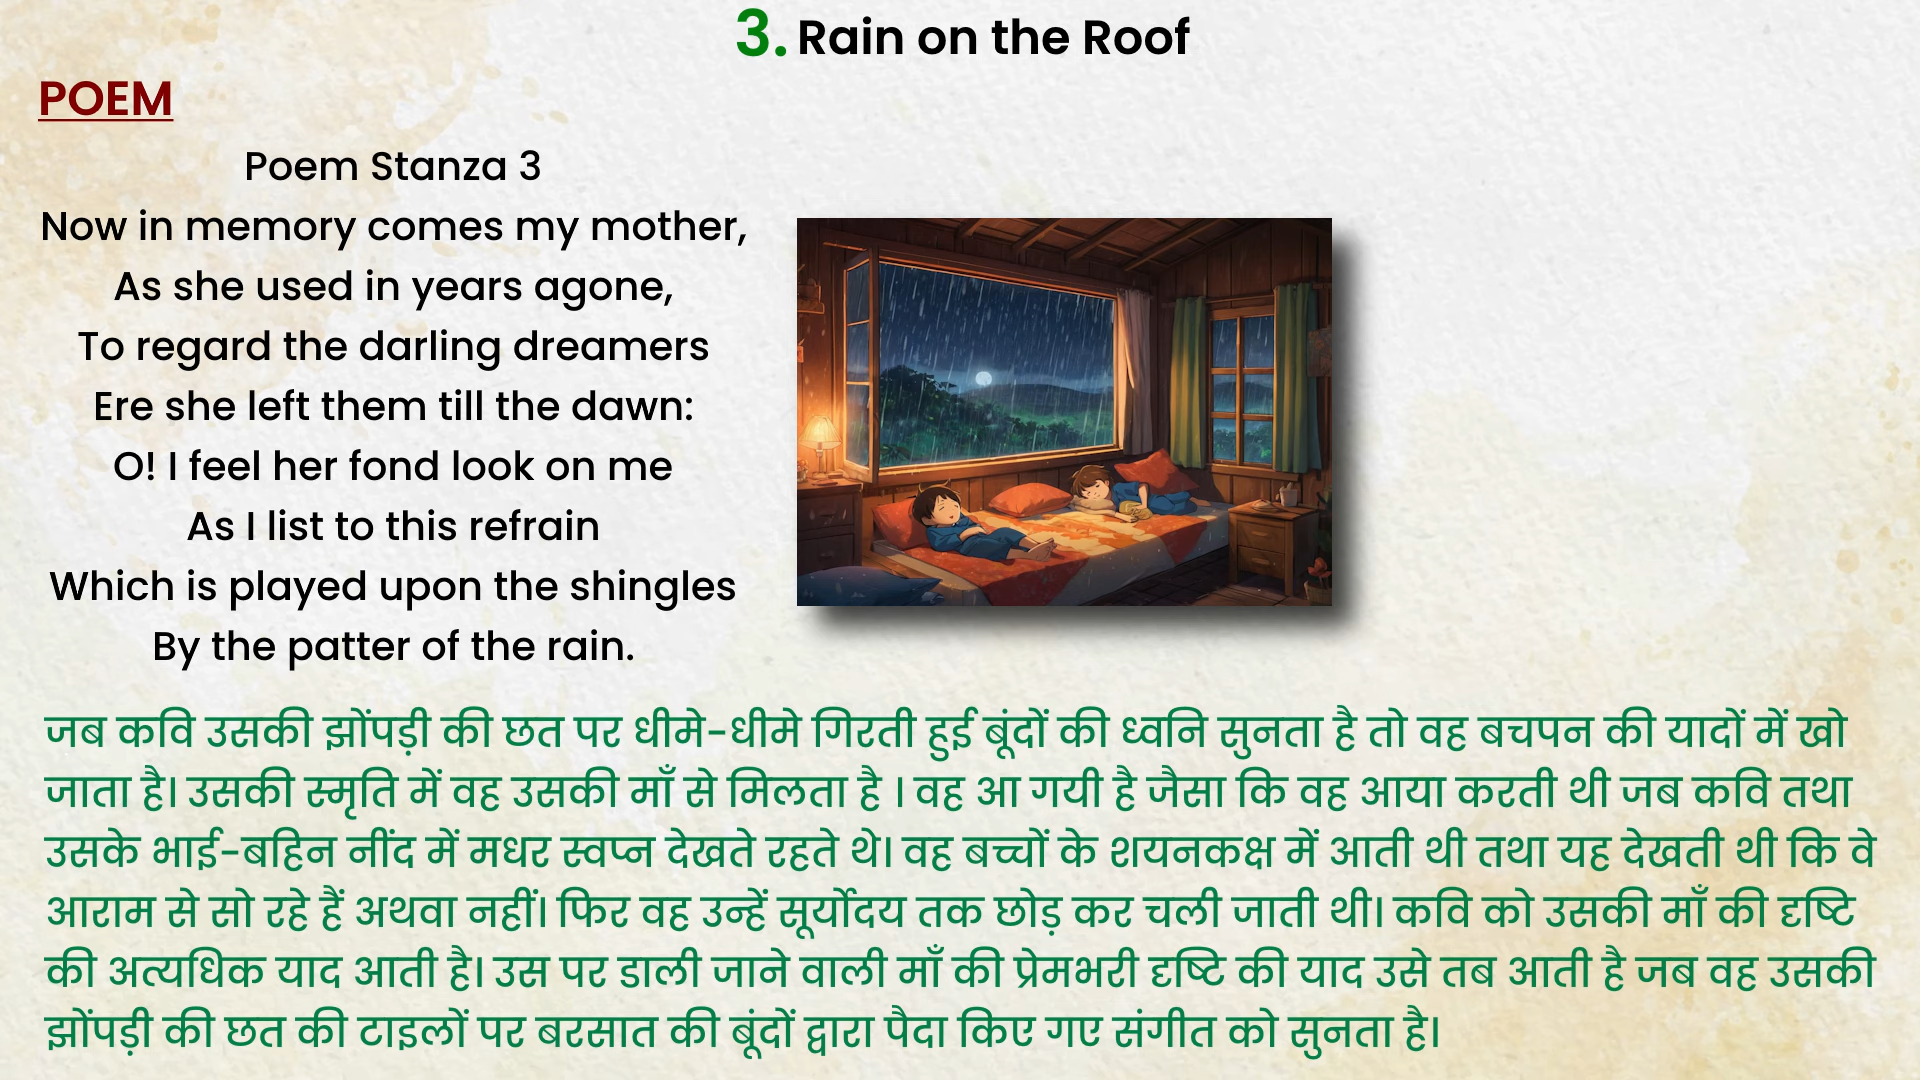 3. Rain on the Roof
POEM
Poem Stanza 3
Now in memory comes my mother,
As she used in years agone,
To regard the darling dreamers
Ere she left them till the dawn:
O! I feel her fond look on me
As I list to this refrain
Which is played upon the shingles
By the patter of the rain.
जब कवि उसकी झोंपड़ी की छत पर धीमे-धीमे गिरती हुई बूंदों की ध्वनि सुनता है तो वह बचपन की यादों में खो
जाता है। उसकी स्मृति में वह उसकी माँ से मिलता है । वह आ गयी है जैसा कि वह आया करती थी जब कवि तथा
उसके भाई-बहिन नींद में मधर स्वप्न देखते रहते थे। वह बच्चों के शयनकक्ष में आती थी तथा यह देखती थी कि वे
आराम से सो रहे हैं अथवा नहीं। फिर वह उन्हें सूर्योदय तक छोड़ कर चली जाती थी। कवि को उसकी माँ की दृष्टि
की अत्यधिक याद आती है। उस पर डाली जाने वाली माँ की प्रेमभरी दृष्टि की याद उसे तब आती है जब वह उसकी
झोंपड़ी की छत की टाइलों पर बरसात की बूंदों द्वारा पैदा किए गए संगीत को सुनता है।